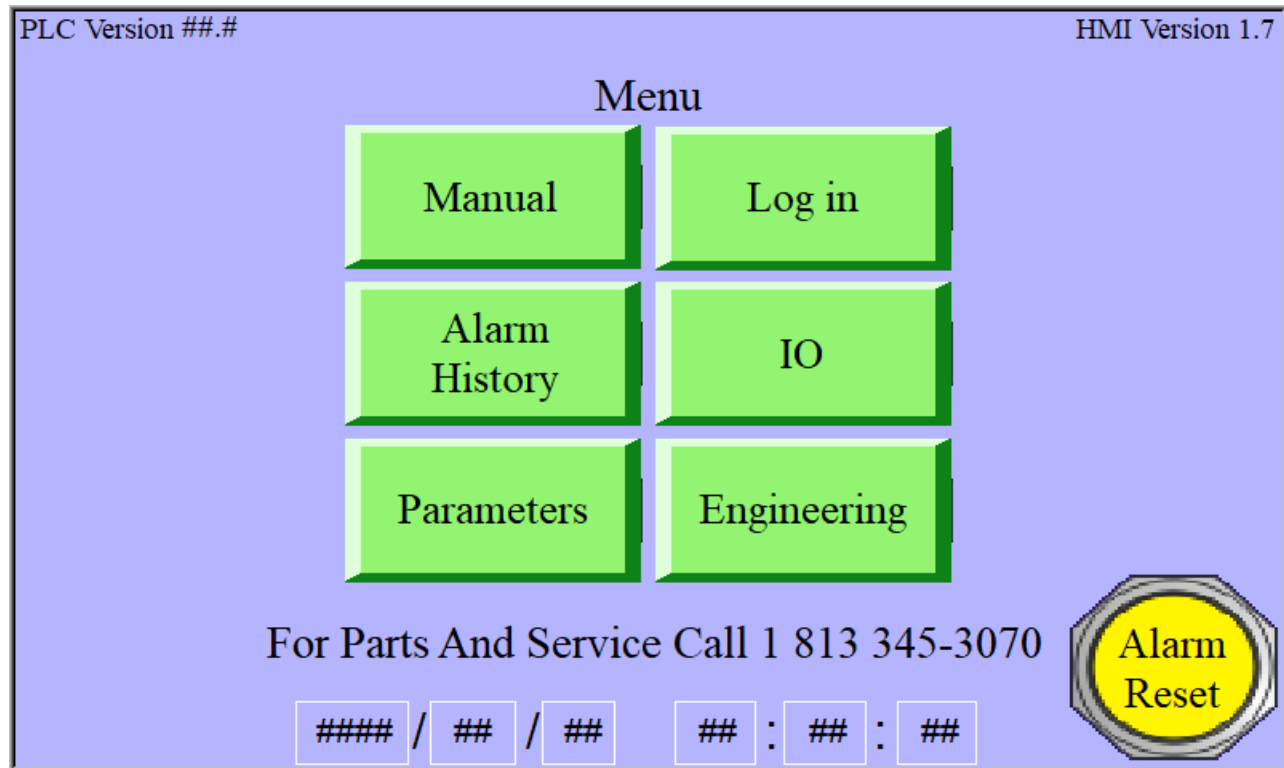 PLC Version ##.#
HMI Version 1.7
Menu
Manual
Log in
Alarm
History
IO
Parameters
Engineering
For Parts And Service Call 1 813 345-3070
Alarm
Reset
#### / ## / ## ## : ## : ##